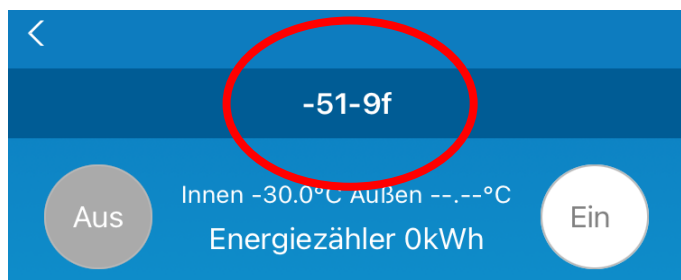 -51-9f
Aus
Innen -30.0°C Außen --.--°C
Energiezähler 0kWh
Ein